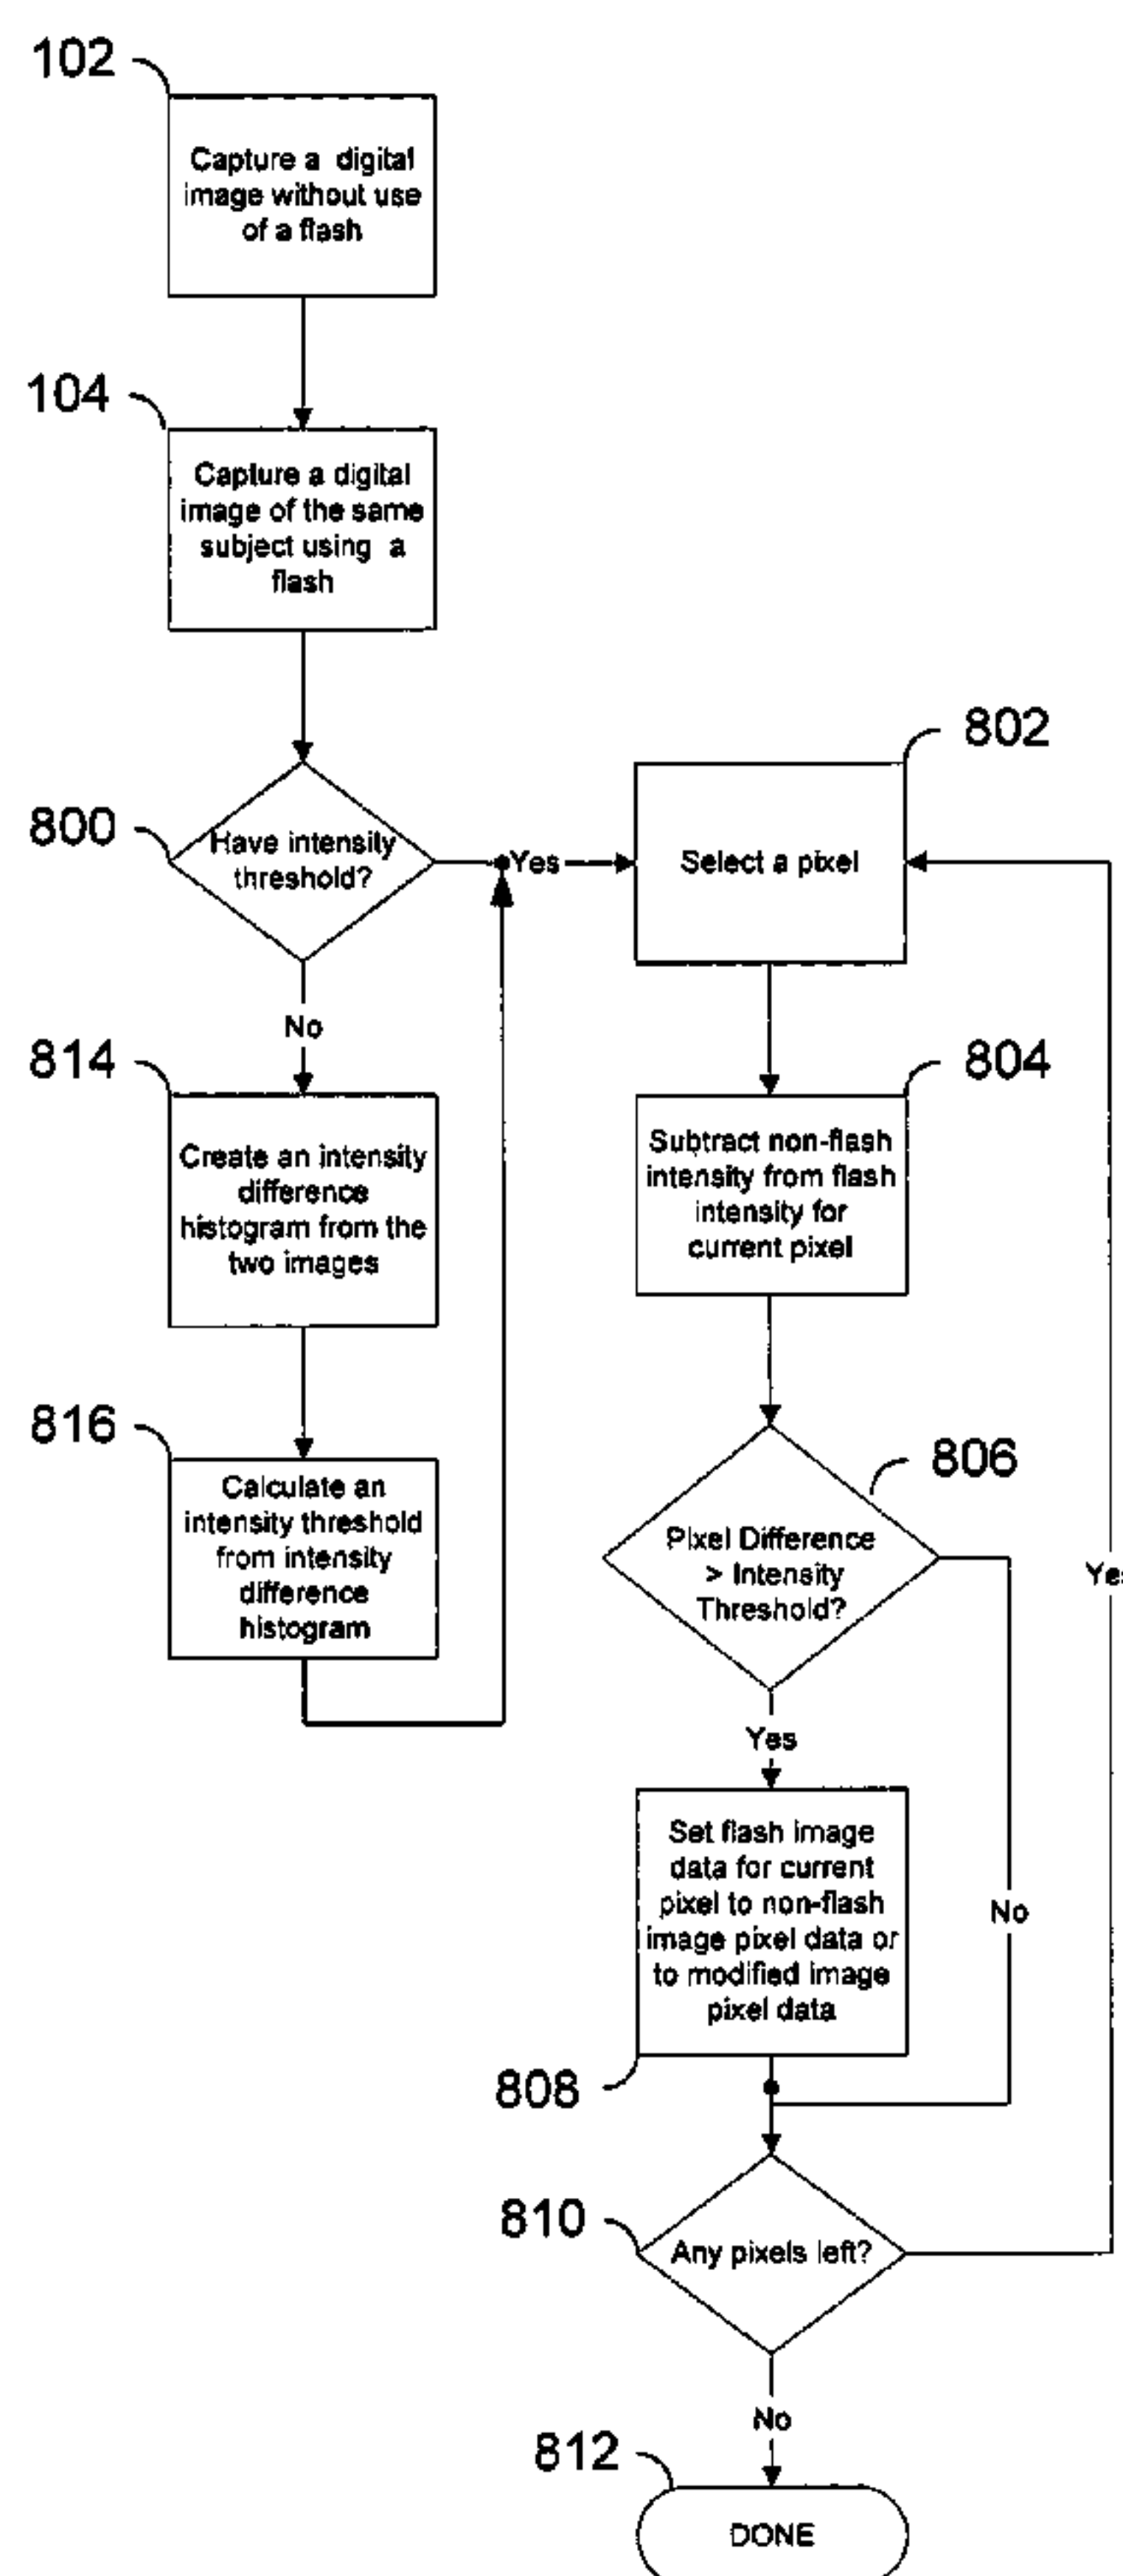 102
Capture a digital
image without use
of a flash
104
Capture a digital
image of the same
subject using a
flash
800
Have intensity
threshold?
Yes
No
814
Create an intensity
difference
histogram from the
two images
816
Calculate an
intensity threshold
from intensity
difference
histogram
802
Select a pixel
804
Subtract non-flash
intensity from flash
intensity for
current pixel
806
Pixel Difference
> Intensity
Threshold?
Yes
No
Yes
808
Set flash image
data for current
pixel to non-flash
image pixel data or
to modified image
pixel data
810
Any pixels left?
No
812
DONE